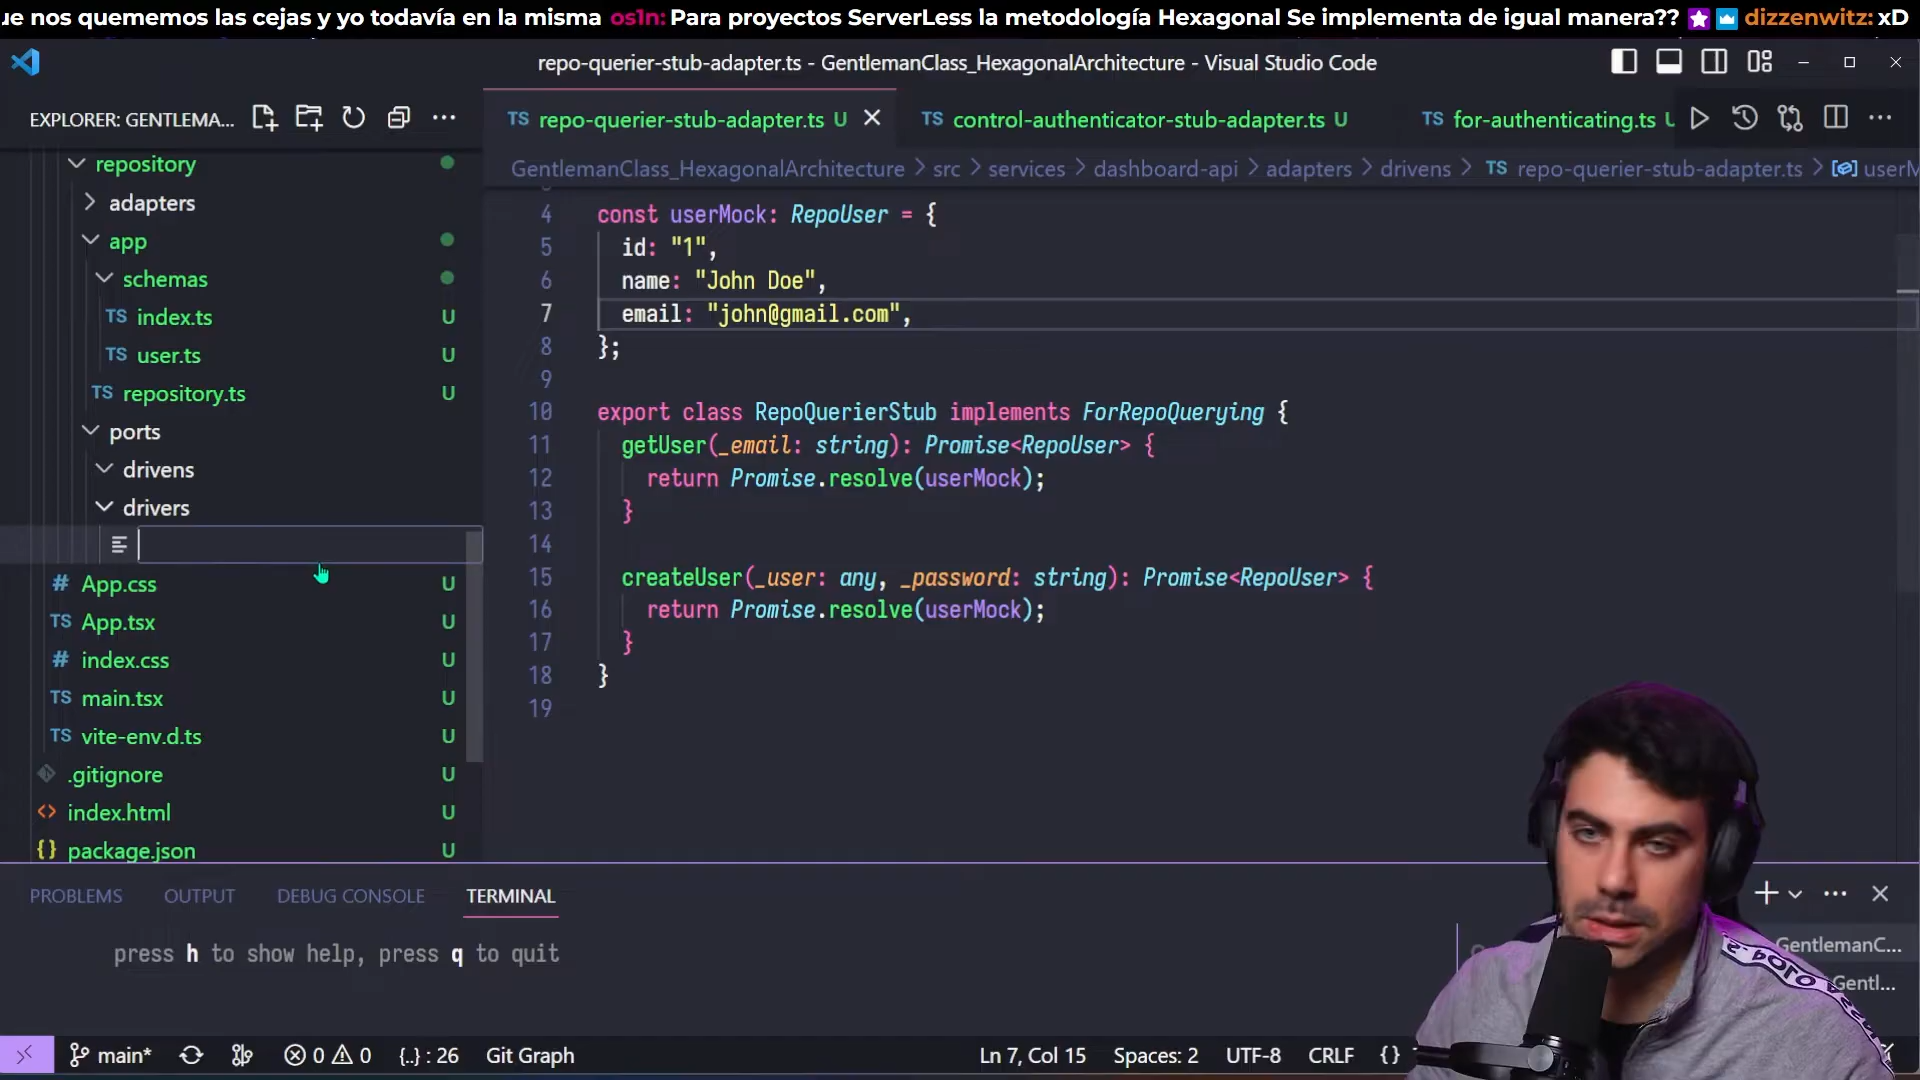 ue nos quememos las cejas y yo todavía en la misma os1n: Para proyectos ServerLess la metodología Hexagonal Se implementa de igual manera?? dizzenwitz: xD
repo-querier-stub-adapter.ts - GentlemanClass_HexagonalArchitecture - Visual Studio Code
EXPLORER: GENTLEMA...
TS repo-querier-stub-adapter.ts U
TS control-authenticator-stub-adapter.ts U
TS for-authenticating.ts U
GentlemanClass_HexagonalArchitecture > src > services > dashboard-api > adapters > drivens > TS repo-querier-stub-adapter.ts > userM
repository
adapters
app
schemas
TS index.ts U
TS user.ts U
TS repository.ts U
ports
drivens
drivers
# App.css U
TS App.tsx U
# index.css U
TS main.tsx U
TS vite-env.d.ts U
.gitignore U
<> index.html U
{} package.json U
4 const userMock: RepoUser = {
5 id: "1",
6 name: "John Doe",
7 email: "john@gmail.com",
8 };
9
10 export class RepoQuerierStub implements ForRepoQuerying {
11 getUser(_email: string): Promise<RepoUser> {
12 return Promise.resolve(userMock);
13 }
14
15 createUser(_user: any, _password: string): Promise<RepoUser> {
16 return Promise.resolve(userMock);
17 }
18 }
19
PROBLEMS OUTPUT DEBUG CONSOLE TERMINAL
press h to show help, press q to quit
GentlemanC...
Gentl...
POLO
main* 0 0 {..} : 26 Git Graph
Ln 7, Col 15 Spaces: 2 UTF-8 CRLF {}